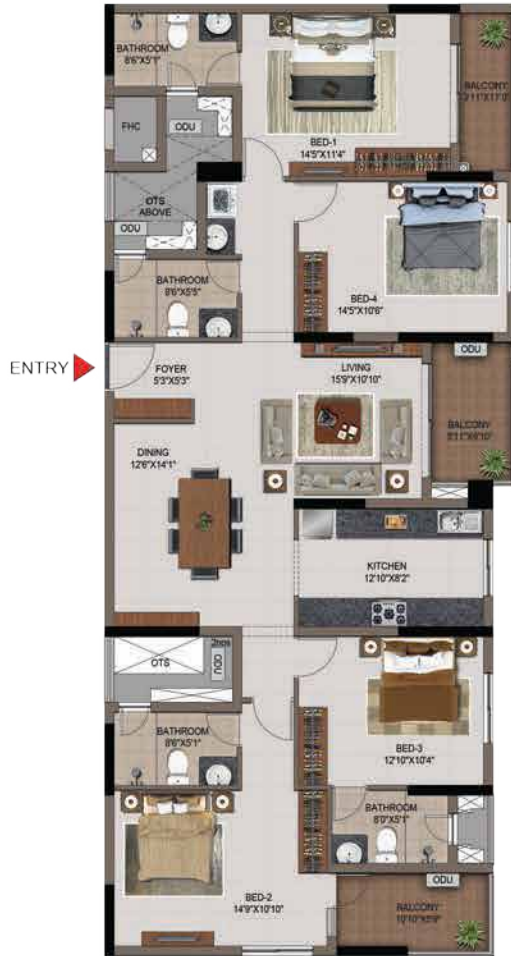 BATHROOM
8'6"X5'1"
BALCONY
FHC
ODU
BED-1
14'5"X11'4"
OTS
ABOVE
ODU
BATHROOM
8'6"X5'5"
BED-4
14'5"X10'6"
ENTRY
FOYER
5'3"X5'3"
LIVING
15'9"X10'10"
ODU
BALCONY
DINING
12'6"X14'1"
KITCHEN
12'10"X8'2"
OTS
2nos
ODU
BATHROOM
8'6"X5'1"
BED-3
12'10"X10'4"
BATHROOM
8'0"X5'1"
BED-2
14'9"X10'10"
ODU
BALCONY